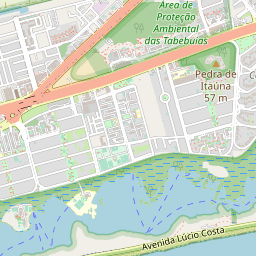 Área de
Proteção
Ambiental
das Tabebuias
Pedra de
Itaúna
57 m
Avenida Lúcio Costa